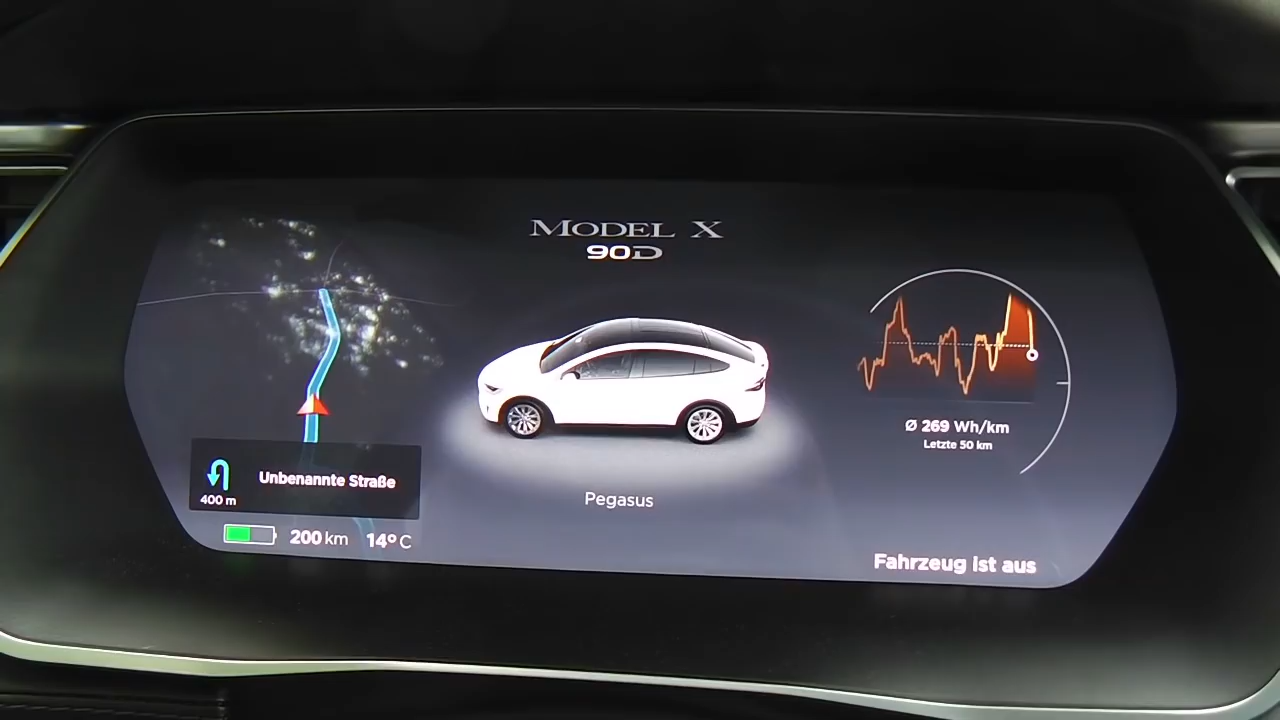 MODEL X
90D
Ø 269 Wh/km
Letzte 50 km
Unbenannte Straße
400 m
Pegasus
200 km 14°C
Fahrzeug ist aus